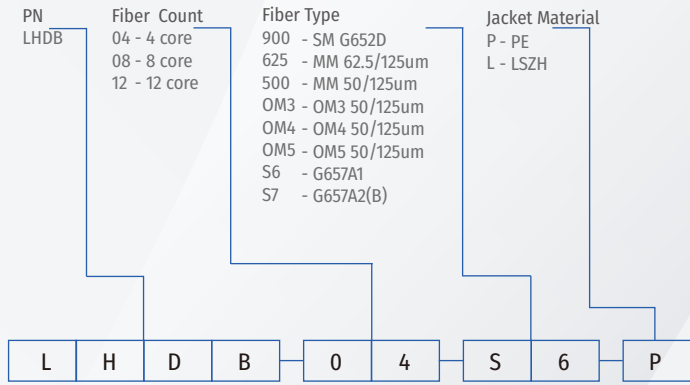 PN
LHDB
Fiber Count
04 - 4 core
08 - 8 core
12 - 12 core
Fiber Type
900 - SM G652D
625 - MM 62.5/125um
500 - MM 50/125um
OM3 - OM3 50/125um
OM4 - OM4 50/125um
OM5 - OM5 50/125um
S6 - G657A1
S7 - G657A2(B)
Jacket Material
P - PE
L - LSZH
L H D B - 0 4 - S 6 - P